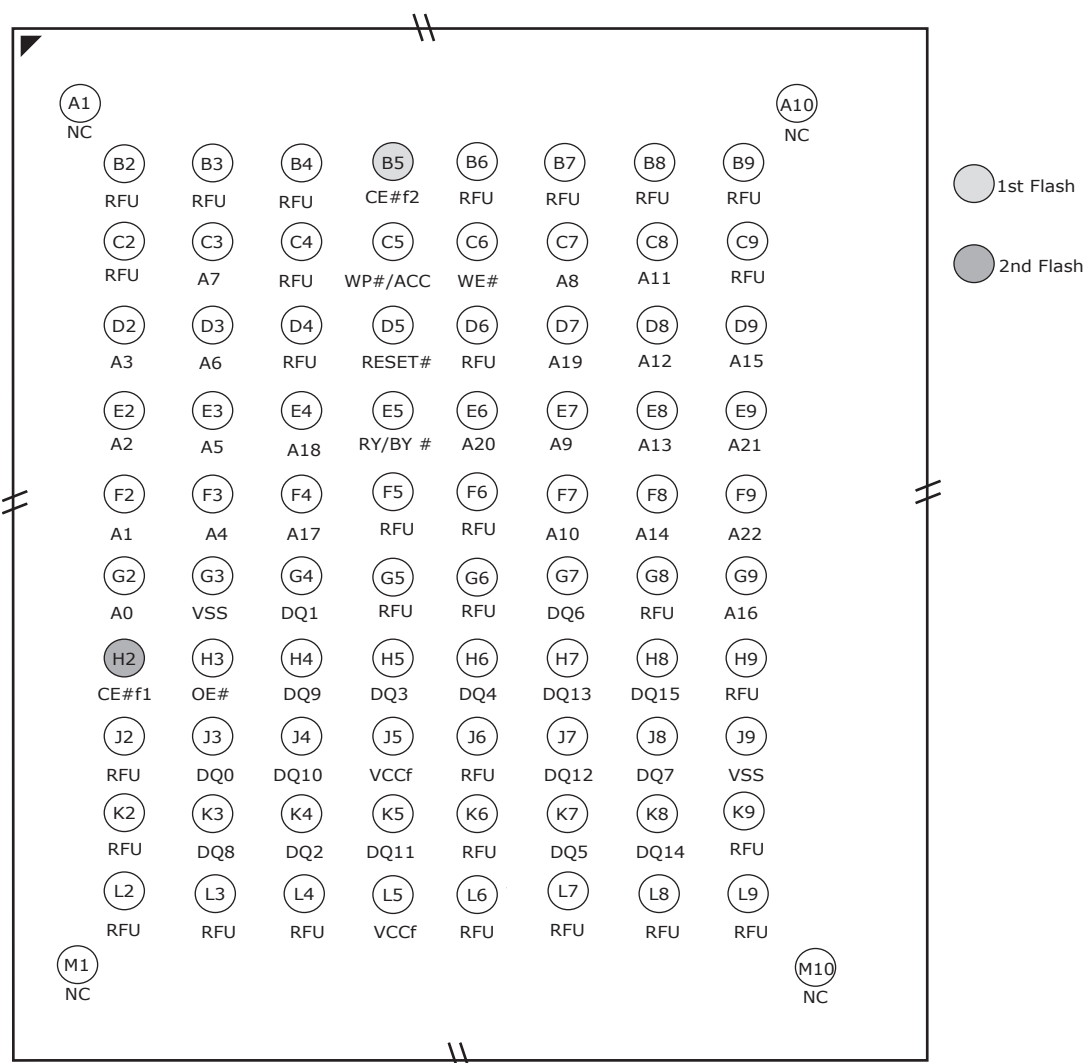 A1 A10
NC NC
B2 B3 B4 B5 B6 B7 B8 B9
RFU RFU RFU CE#f2 RFU RFU RFU RFU
1st Flash
C2 C3 C4 C5 C6 C7 C8 C9
RFU A7 RFU WP#/ACC WE# A8 A11 RFU
2nd Flash
D2 D3 D4 D5 D6 D7 D8 D9
A3 A6 RFU RESET# RFU A19 A12 A15
E2 E3 E4 E5 E6 E7 E8 E9
A2 A5 A18 RY/BY # A20 A9 A13 A21
F2 F3 F4 F5 F6 F7 F8 F9
A1 A4 A17 RFU RFU A10 A14 A22
G2 G3 G4 G5 G6 G7 G8 G9
A0 VSS DQ1 RFU RFU DQ6 RFU A16
H2 H3 H4 H5 H6 H7 H8 H9
CE#f1 OE# DQ9 DQ3 DQ4 DQ13 DQ15 RFU
J2 J3 J4 J5 J6 J7 J8 J9
RFU DQ0 DQ10 VCCf RFU DQ12 DQ7 VSS
K2 K3 K4 K5 K6 K7 K8 K9
RFU DQ8 DQ2 DQ11 RFU DQ5 DQ14 RFU
L2 L3 L4 L5 L6 L7 L8 L9
RFU RFU RFU VCCf RFU RFU RFU RFU
M1 M10
NC NC